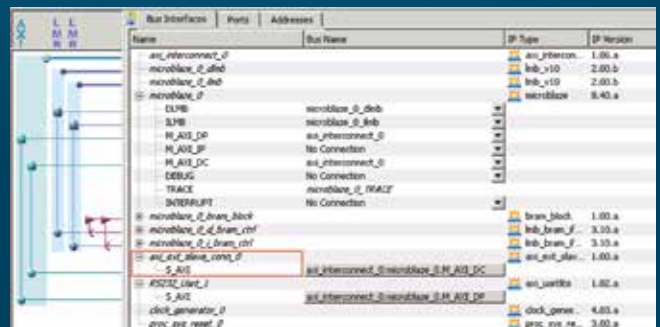 AXI LMB LMB
Bus Interfaces Ports Addresses
Name Bus Name IP Type IP Version
axi_interconnect_0 axi_intercon... 1.06.a
microblaze_0_dlmb lmb_v10 2.00.b
microblaze_0_ilmb lmb_v10 2.00.b
microblaze_0 microblaze 8.40.a
DLMB microblaze_0_dlmb
ILMB microblaze_0_ilmb
M_AXI_DP axi_interconnect_0
M_AXI_IP No Connection
M_AXI_DC axi_interconnect_0
DEBUG No Connection
TRACE microblaze_0_TRACE
INTERRUPT No Connection
microblaze_0_bram_block bram_block 1.00.a
microblaze_0_d_bram_ctrl lmb_bram_if... 3.10.a
microblaze_0_i_bram_ctrl lmb_bram_if... 3.10.a
axi_ext_slave_conn_0 axi_ext_slav... 1.00.a
S_AXI axi_interconnect_0:microblaze_0.M_AXI_DC
RS232_Uart_1 axi_uartlite 1.02.a
S_AXI axi_interconnect_0:microblaze_0.M_AXI_DP
clock_generator_0 clock_gener... 4.03.a
proc_sys_reset_0 proc_sys_re... 3.00.a